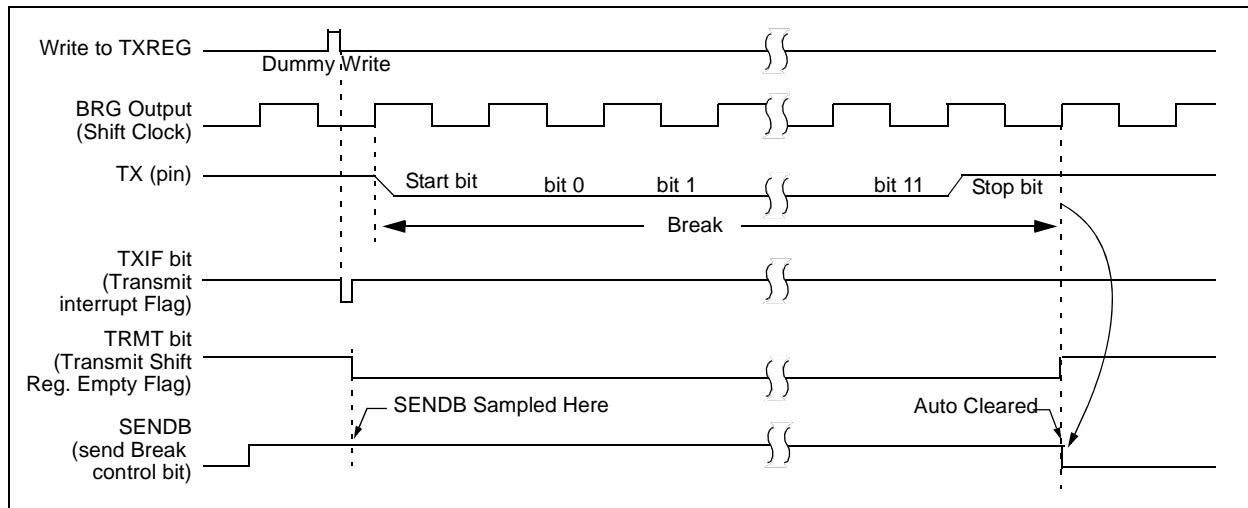 Write to TXREG
Dummy Write
BRG Output
(Shift Clock)
TX (pin)
Start bit
bit 0
bit 1
bit 11
Stop bit
Break
TXIF bit
(Transmit
interrupt Flag)
TRMT bit
(Transmit Shift
Reg. Empty Flag)
SENDB Sampled Here
Auto Cleared
SENDB
(send Break
control bit)